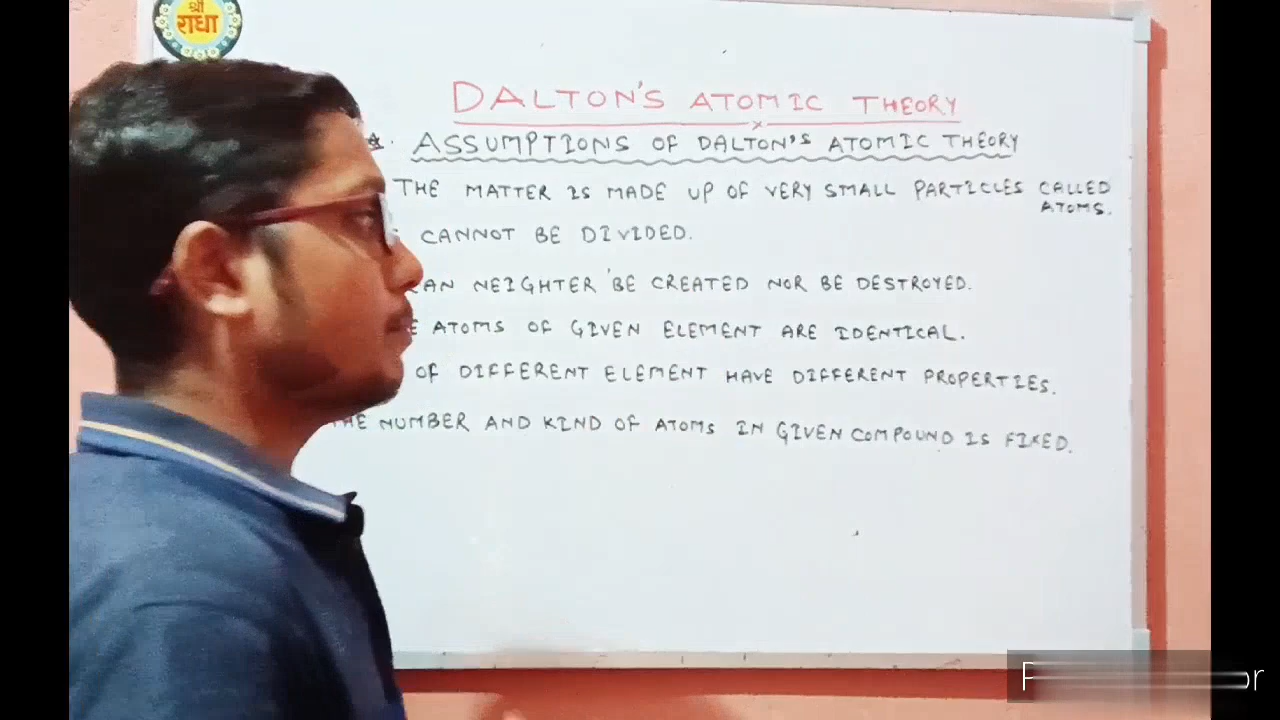 श्री
राधा
DALTON'S ATOMIC THEORY
ASSUMPTIONS OF DALTON'S ATOMIC THEORY
THE MATTER IS MADE UP OF VERY SMALL PARTICLES CALLED
ATOMS.
CANNOT BE DIVIDED.
NEIGHTER BE CREATED NOR BE DESTROYED.
ATOMS OF GIVEN ELEMENT ARE IDENTICAL.
OF DIFFERENT ELEMENT HAVE DIFFERENT PROPERTIES.
NUMBER AND KIND OF ATOMS IN GIVEN COMPOUND IS FIXED.